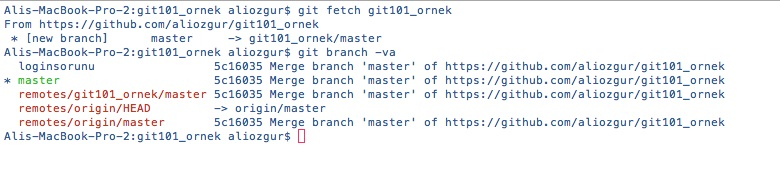 Alis-MacBook-Pro-2:git101_ornek aliozgur$ git fetch git101_ornek
From https://github.com/aliozgur/git101_ornek
 * [new branch]      master     -> git101_ornek/master
Alis-MacBook-Pro-2:git101_ornek aliozgur$ git branch -va
  loginsorunu                 5c16035 Merge branch 'master' of https://github.com/aliozgur/git101_ornek
* master                      5c16035 Merge branch 'master' of https://github.com/aliozgur/git101_ornek
  remotes/git101_ornek/master 5c16035 Merge branch 'master' of https://github.com/aliozgur/git101_ornek
  remotes/origin/HEAD         -> origin/master
  remotes/origin/master       5c16035 Merge branch 'master' of https://github.com/aliozgur/git101_ornek
Alis-MacBook-Pro-2:git101_ornek aliozgur$